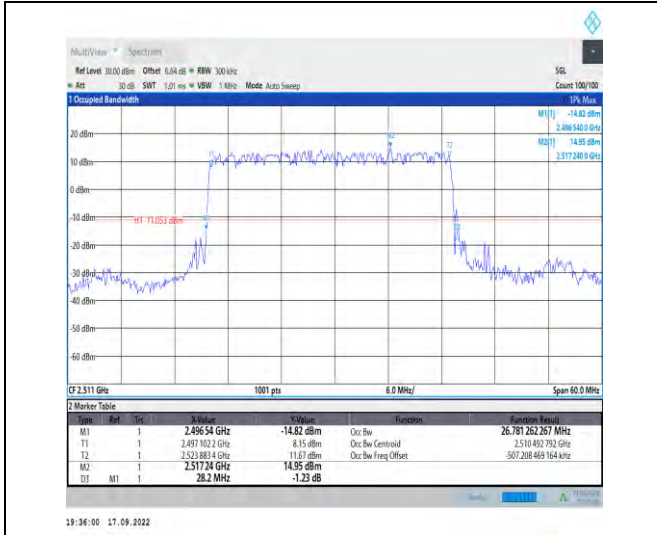 MultiView Spectrum
Ref Level 30.00 dBm Offset 6.64 dB RBW 300 kHz SGL
Att 30 dB SWT 1.01 ms VBW 1 MHz Mode Auto Sweep Count 100/100
1 Occupied Bandwidth 1Pk Max
M1[1] -14.82 dBm
2.496 540 0 GHz
M2[1] 14.95 dBm
2.517 240 0 GHz
20 dBm
M2
T1 T2
10 dBm
0 dBm
-10 dBm
H1 -11.053 dBm
-20 dBm
-30 dBm
-40 dBm
-50 dBm
-60 dBm
CF 2.511 GHz 1001 pts 6.0 MHz/ Span 60.0 MHz
2 Marker Table
Type Ref Trc X-Value Y-Value Function Function Result
M1 1 2.496 54 GHz -14.82 dBm Occ Bw 26.781 262 267 MHz
T1 1 2.497 102 2 GHz 8.15 dBm Occ Bw Centroid 2.510 492 792 GHz
T2 1 2.523 883 4 GHz 11.67 dBm Occ Bw Freq Offset -507.208 469 164 kHz
M2 1 2.517 24 GHz 14.95 dBm
D3 M1 1 28.2 MHz -1.23 dB
19:36:00 17.09.2022